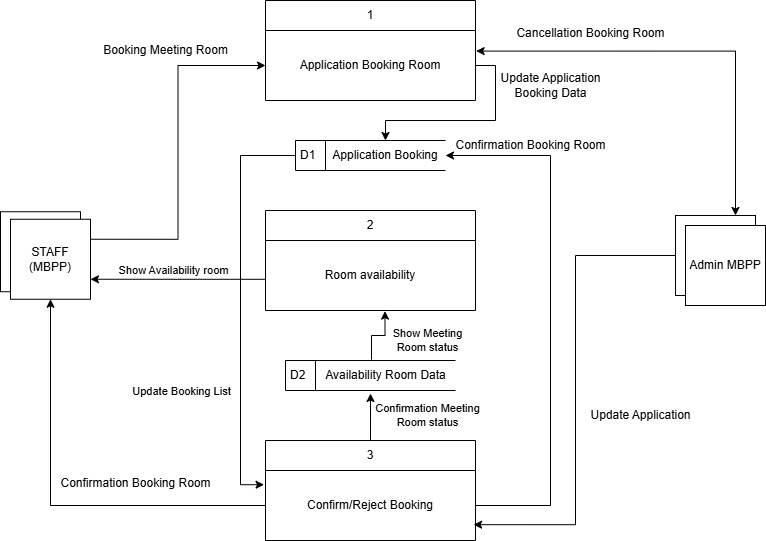 1
Cancellation Booking Room
Booking Meeting Room
Application Booking Room
Update Application
Booking Data
Confirmation Booking Room
D1
Application Booking
2
STAFF
(MBPP)
Admin MBPP
Show Availability room
Room availability
Show Meeting
Room status
D2
Availability Room Data
Update Booking List
Confirmation Meeting
Room status
Update Application
3
Confirmation Booking Room
Confirm/Reject Booking